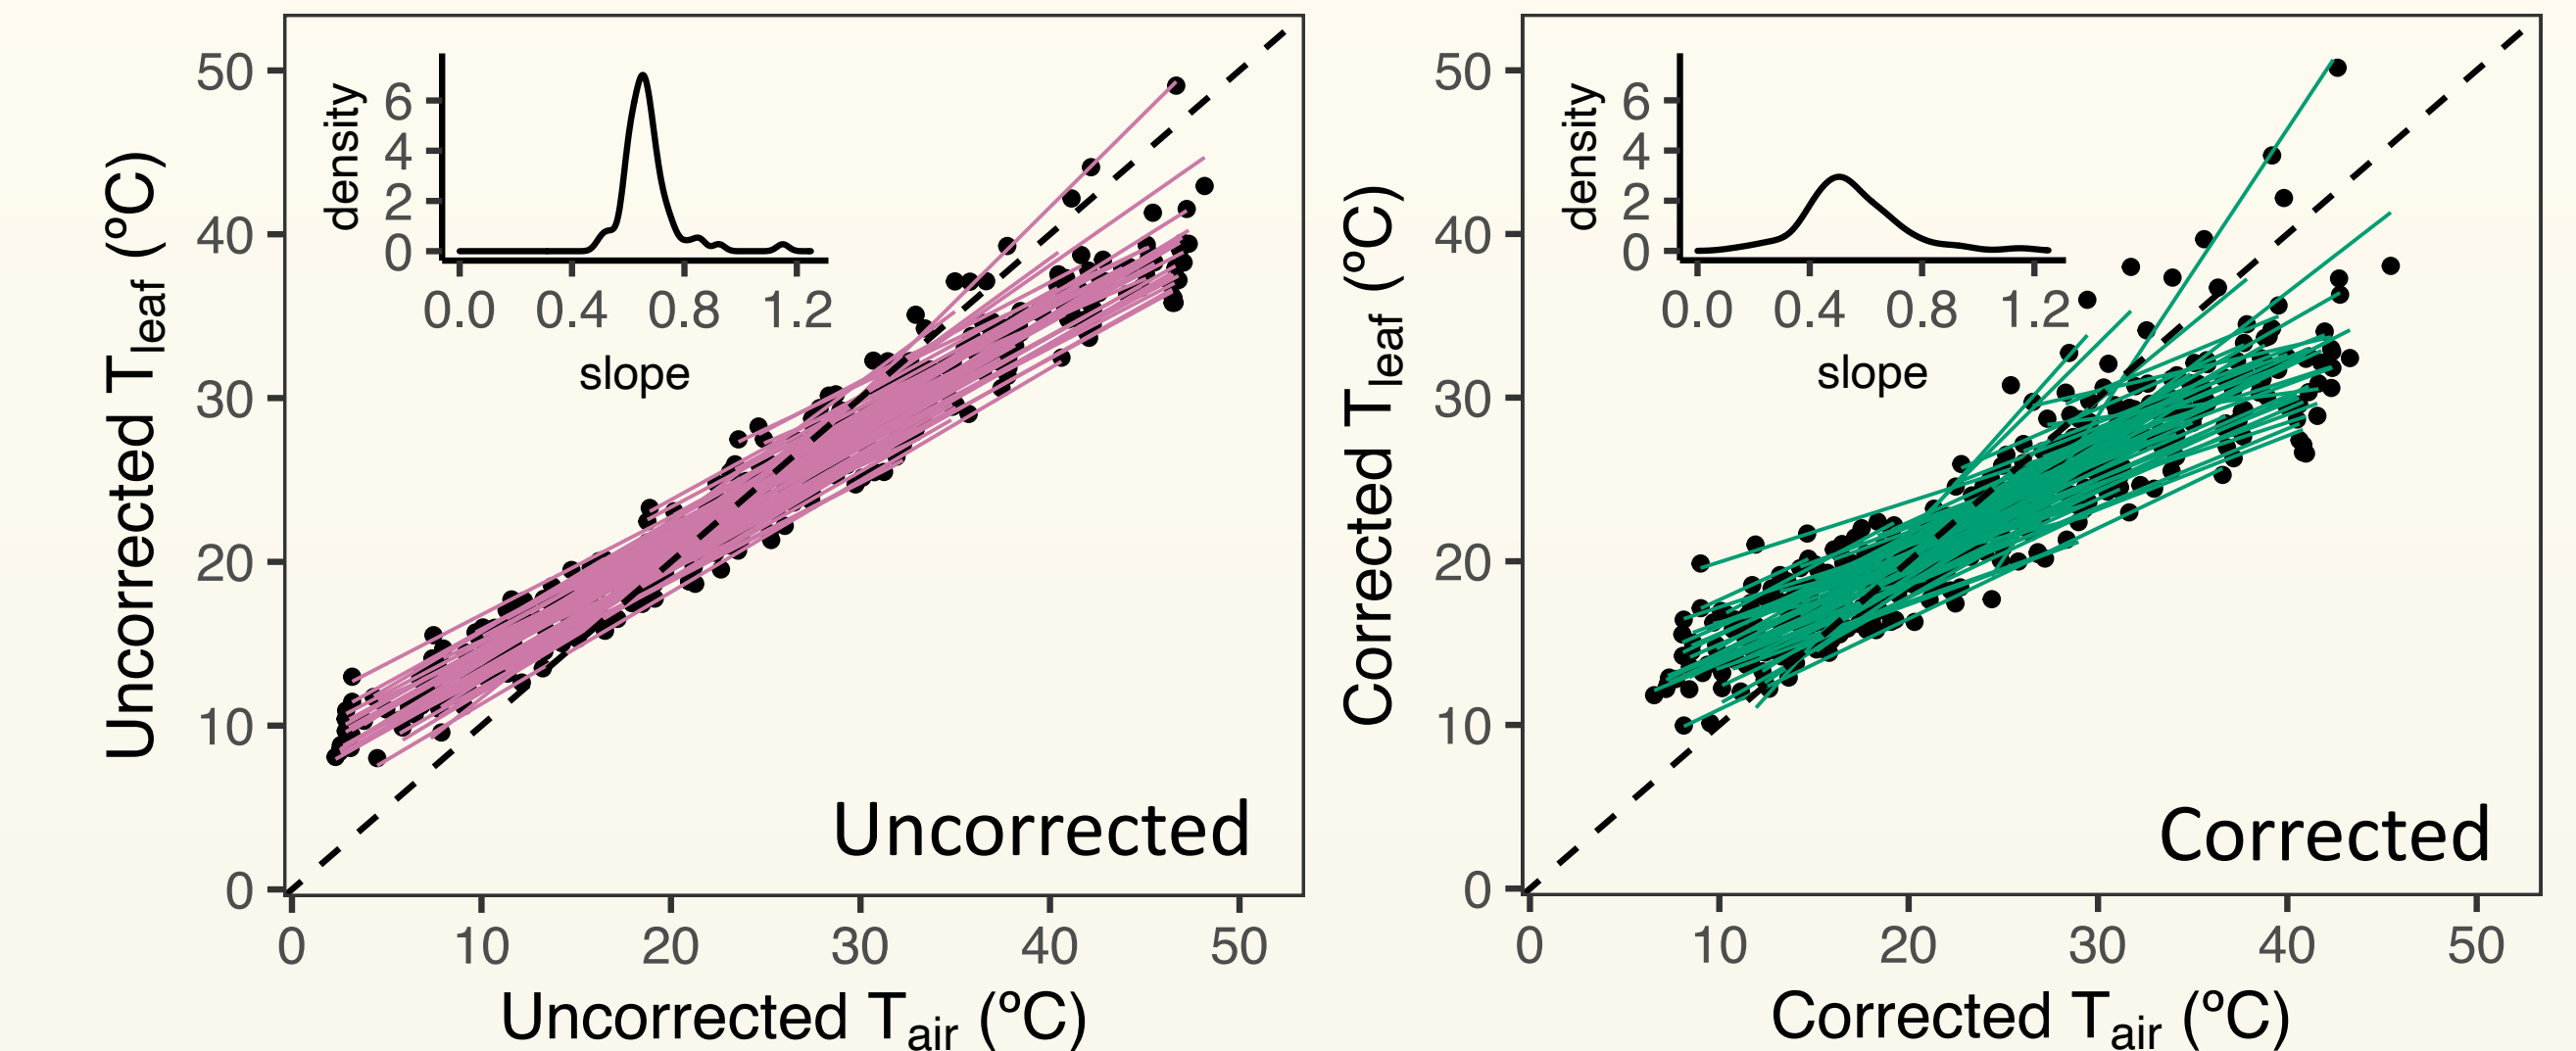 Uncorrected T_leaf (ºC)
50
40
30
20
10
0
density
6
4
2
0
0.0 0.4 0.8 1.2
slope
Uncorrected
0 10 20 30 40 50
Uncorrected T_air (ºC)
Corrected T_leaf (ºC)
50
40
30
20
10
0
density
6
4
2
0
0.0 0.4 0.8 1.2
slope
Corrected
0 10 20 30 40 50
Corrected T_air (ºC)